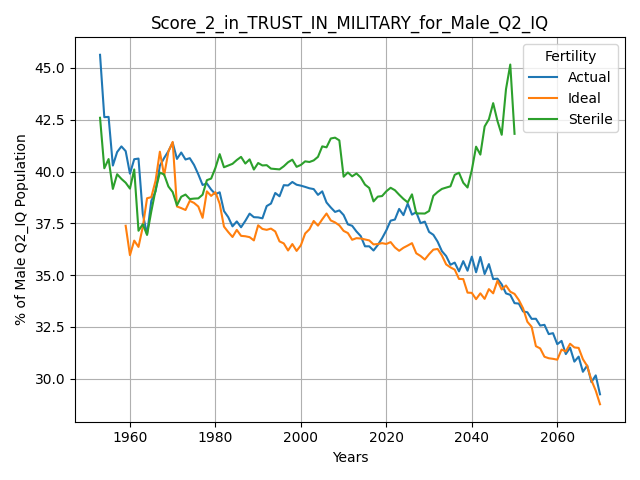 Score_2_in_TRUST_IN_MILITARY_for_Male_Q2_IQ
Fertility
Actual
Ideal
Sterile
% of Male Q2_IQ Population
45.0
42.5
40.0
37.5
35.0
32.5
30.0
1960
1980
2000
2020
2040
2060
Years